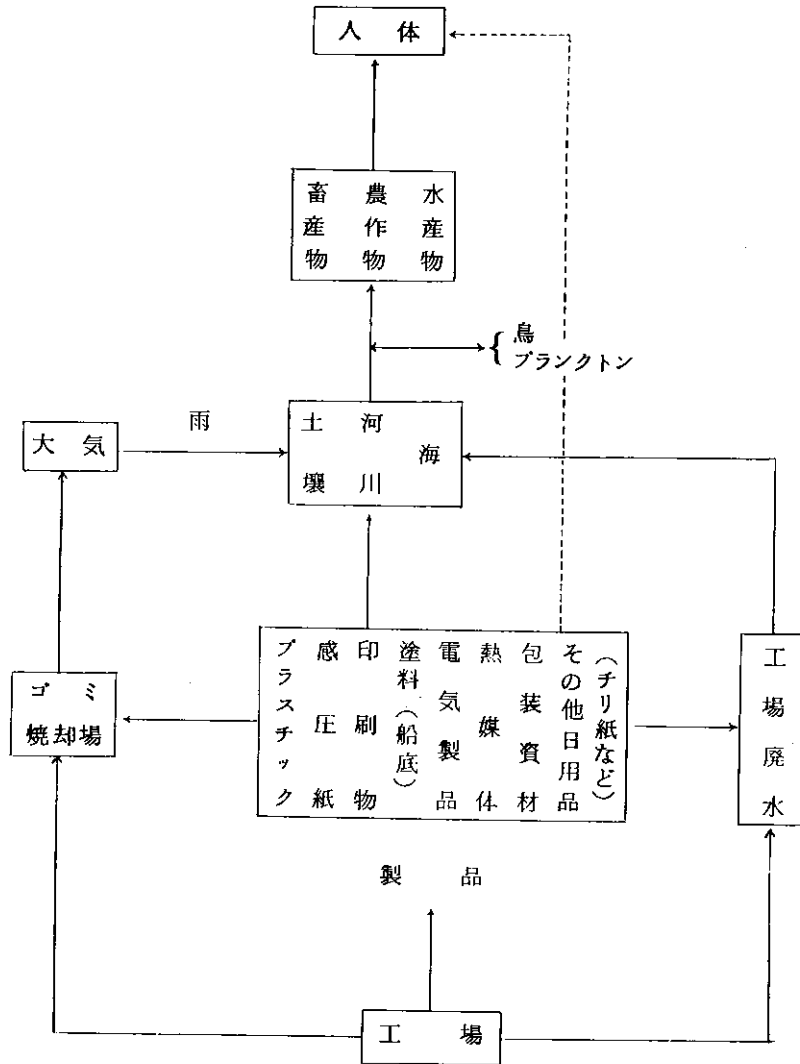 人体
畜産物 農作物 水産物
鳥
プランクトン
雨
大気
土壌 河川 海
プラスチック
感圧紙
印刷物
塗料(船底)
電気製品
熱媒体
包装資材
その他日用品
(チリ紙など)
ゴミ
焼却場
工場廃水
製品
工場